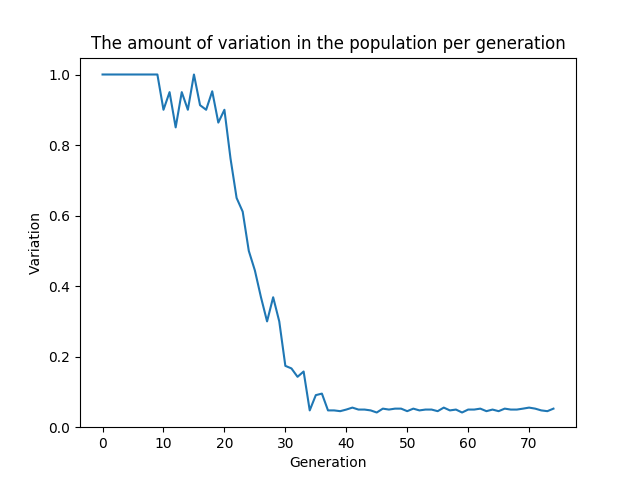 The amount of variation in the population per generation
1.0
0.8
0.6
0.4
0.2
0.0
Variation
0 10 20 30 40 50 60 70
Generation